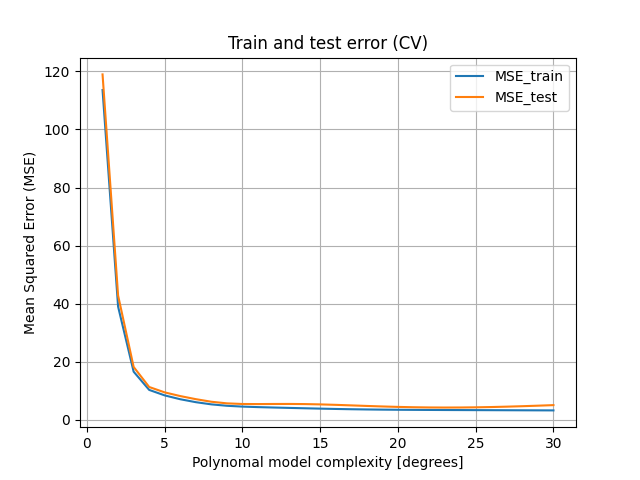 Train and test error (CV)
MSE_train
MSE_test
Mean Squared Error (MSE)
120
100
80
60
40
20
0
0 5 10 15 20 25 30
Polynomal model complexity [degrees]